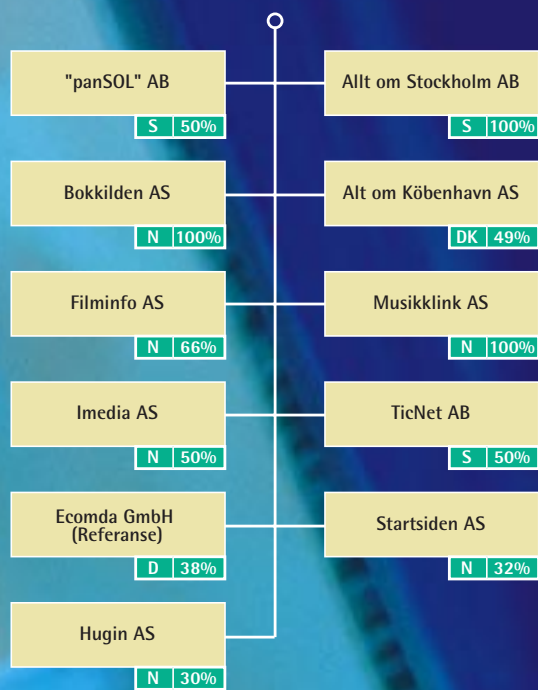 "panSOL" AB
S 50%
Allt om Stockholm AB
S 100%
Bokkilden AS
N 100%
Alt om Köbenhavn AS
DK 49%
Filminfo AS
N 66%
Musikklink AS
N 100%
Imedia AS
N 50%
TicNet AB
S 50%
Ecomda GmbH
(Referanse)
D 38%
Startsiden AS
N 32%
Hugin AS
N 30%